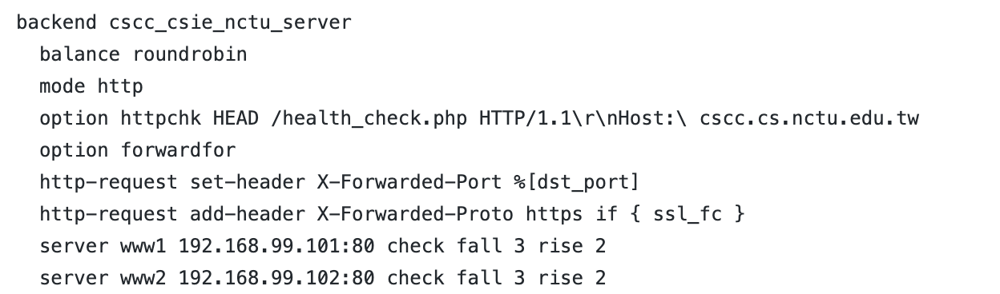 backend cscc_csie_nctu_server
balance roundrobin
mode http
option httpchk HEAD /health_check.php HTTP/1.1\r\nHost:\ cscc.cs.nctu.edu.tw
option forwardfor
http-request set-header X-Forwarded-Port %[dst_port]
http-request add-header X-Forwarded-Proto https if { ssl_fc }
server www1 192.168.99.101:80 check fall 3 rise 2
server www2 192.168.99.102:80 check fall 3 rise 2